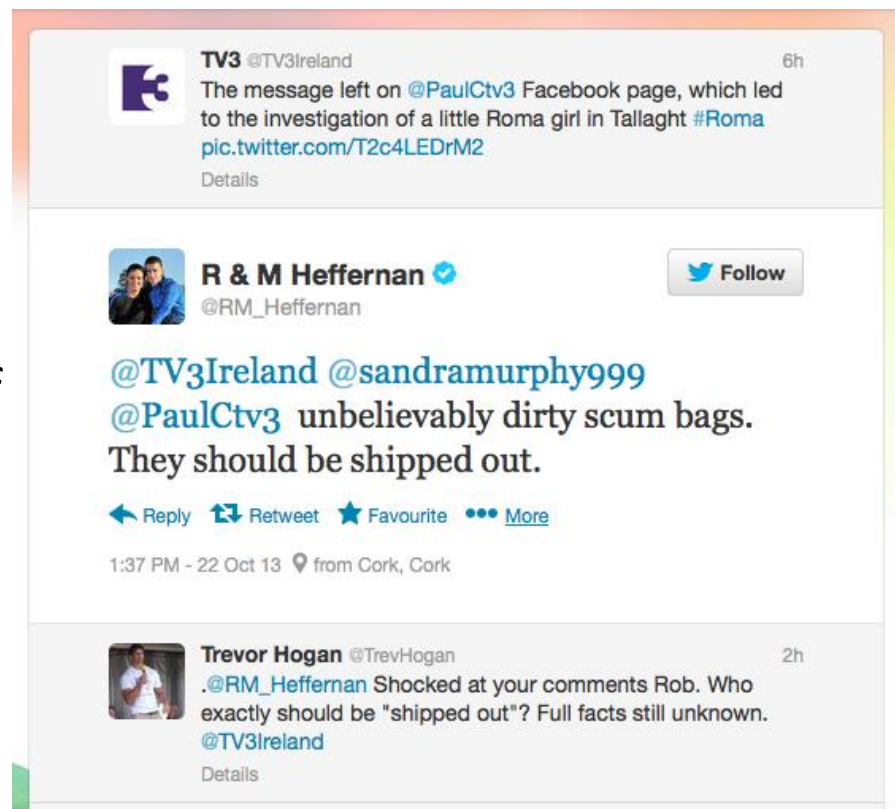 TV3 @TV3Ireland 6h
The message left on @PaulCtv3 Facebook page, which led
to the investigation of a little Roma girl in Tallaght #Roma
pic.twitter.com/T2c4LEDrM2
Details
R & M Heffernan
@RM_Heffernan
Follow
@TV3Ireland @sandramurphy999
@PaulCtv3 unbelievably dirty scum bags.
They should be shipped out.
Reply Retweet Favourite More
1:37 PM - 22 Oct 13 from Cork, Cork
Trevor Hogan @TrevHogan 2h
.@RM_Heffernan Shocked at your comments Rob. Who
exactly should be "shipped out"? Full facts still unknown.
@TV3Ireland
Details